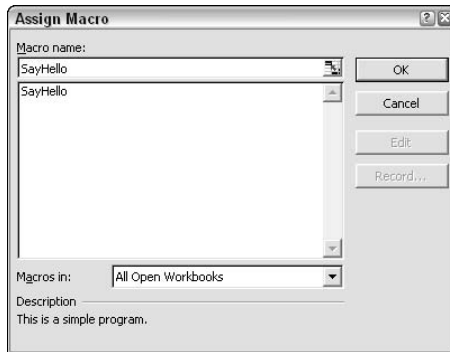 Assign Macro
Macro name:
SayHello
OK
SayHello
Cancel
Edit
Record...
Macros in:
All Open Workbooks
Description
This is a simple program.